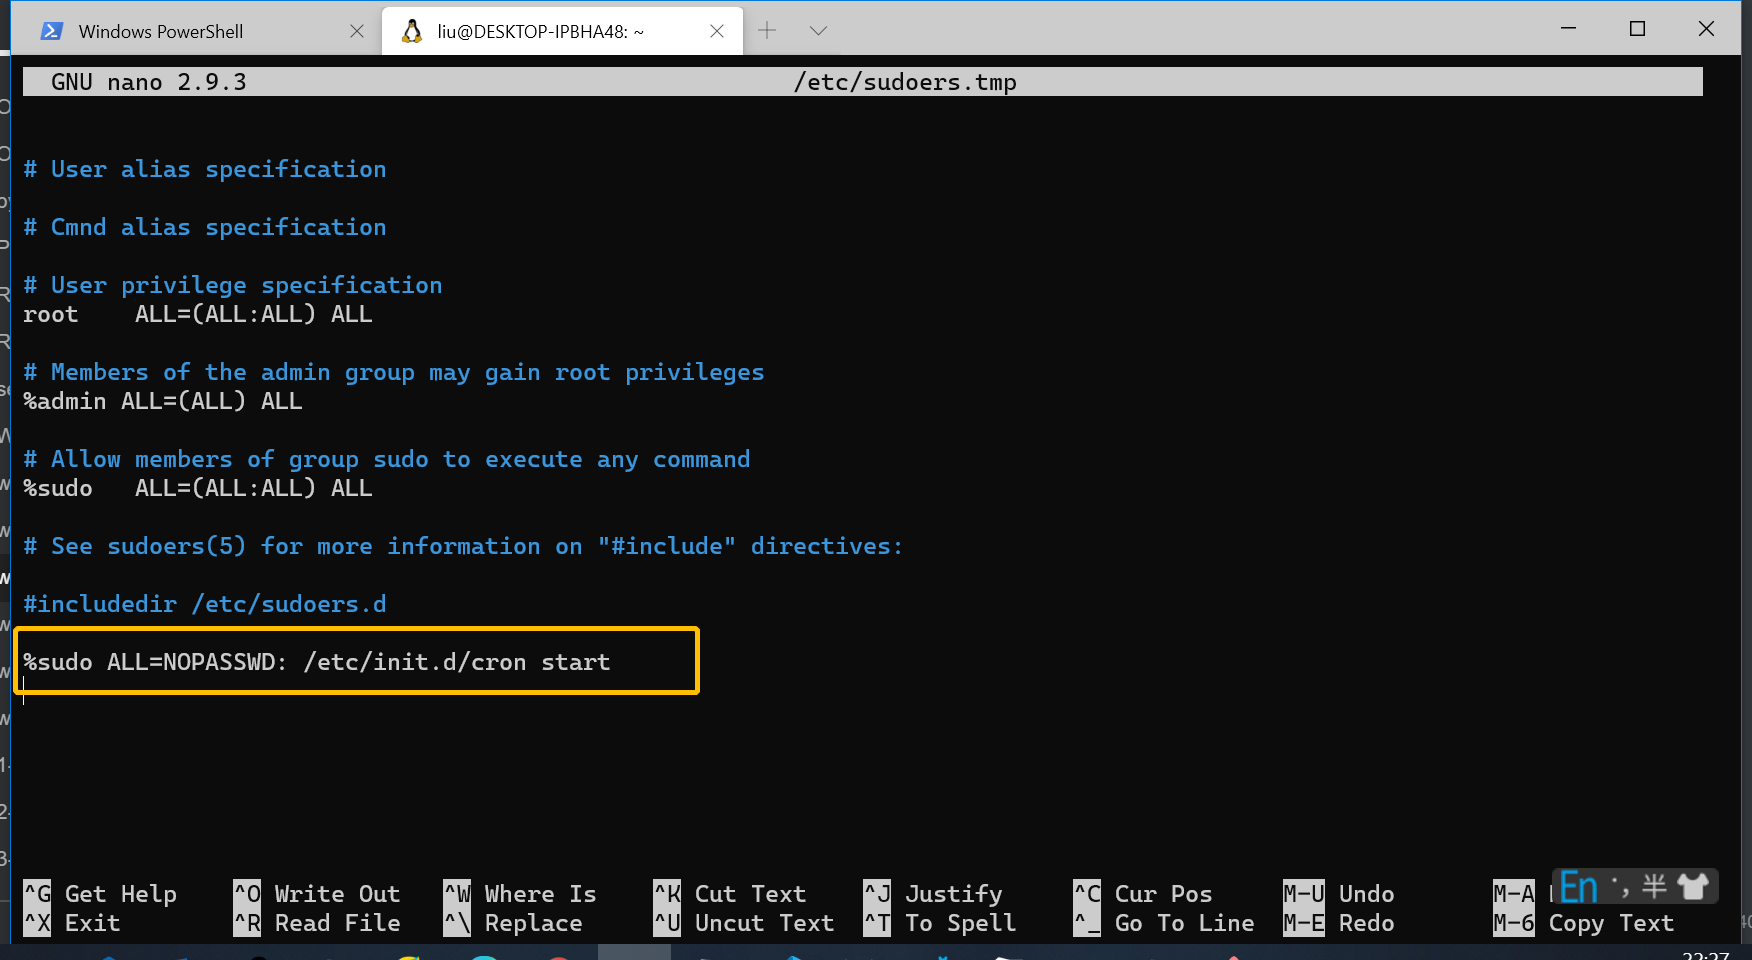 Windows PowerShell
liu@DESKTOP-IPBHA48: ~
GNU nano 2.9.3 /etc/sudoers.tmp
# User alias specification
# Cmnd alias specification
# User privilege specification
root ALL=(ALL:ALL) ALL
# Members of the admin group may gain root privileges
%admin ALL=(ALL) ALL
# Allow members of group sudo to execute any command
%sudo ALL=(ALL:ALL) ALL
# See sudoers(5) for more information on "#include" directives:
#includedir /etc/sudoers.d
%sudo ALL=NOPASSWD: /etc/init.d/cron start
^G Get Help ^O Write Out ^W Where Is ^K Cut Text ^J Justify ^C Cur Pos M-U Undo M-A
^X Exit ^R Read File ^\ Replace ^U Uncut Text ^T To Spell ^_ Go To Line M-E Redo M-6 Copy Text
En 半
22:27